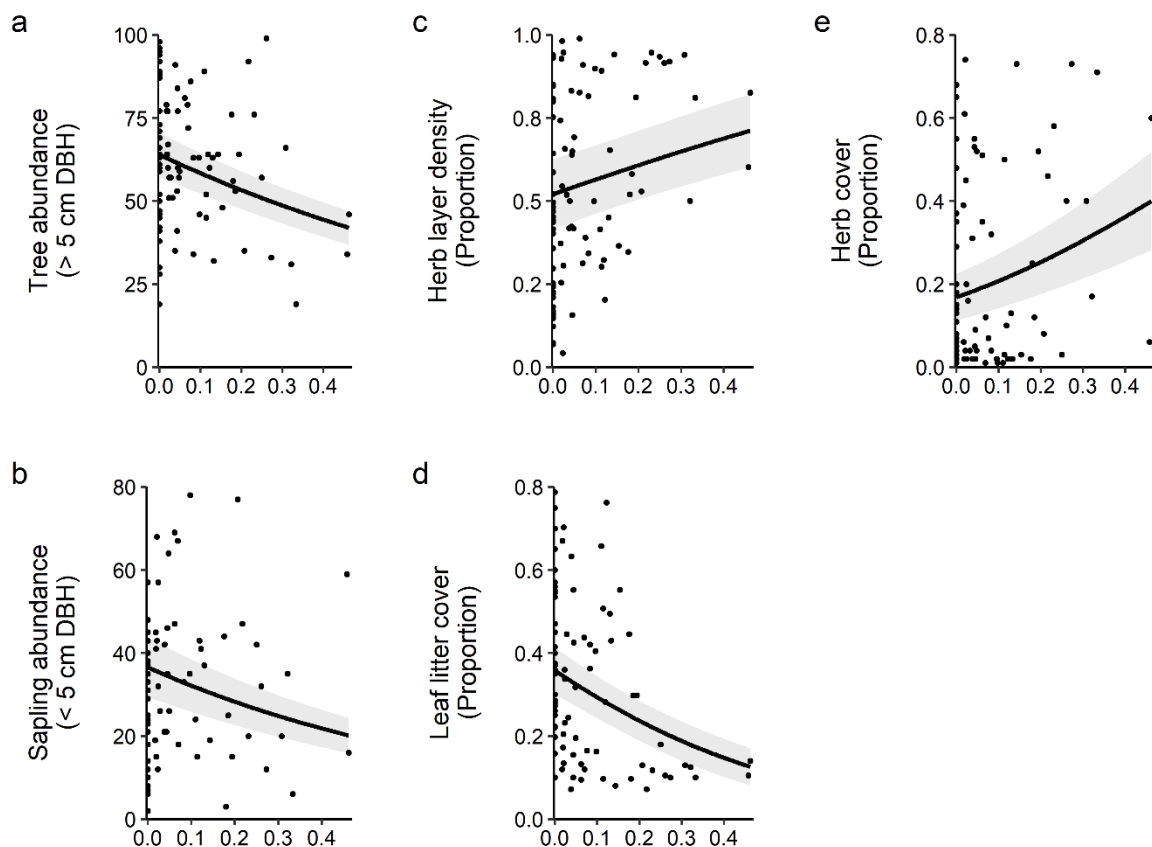 a
Tree abundance
(> 5 cm DBH)
100
75
50
25
0
0.0 0.1 0.2 0.3 0.4
c
Herb layer density
(Proportion)
1.0
0.8
0.5
0.2
0.0
0.0 0.1 0.2 0.3 0.4
e
Herb cover
(Proportion)
0.8
0.6
0.4
0.2
0.0
0.0 0.1 0.2 0.3 0.4
b
Sapling abundance
(< 5 cm DBH)
80
60
40
20
0
0.0 0.1 0.2 0.3 0.4
d
Leaf litter cover
(Proportion)
0.8
0.6
0.4
0.2
0.0
0.0 0.1 0.2 0.3 0.4